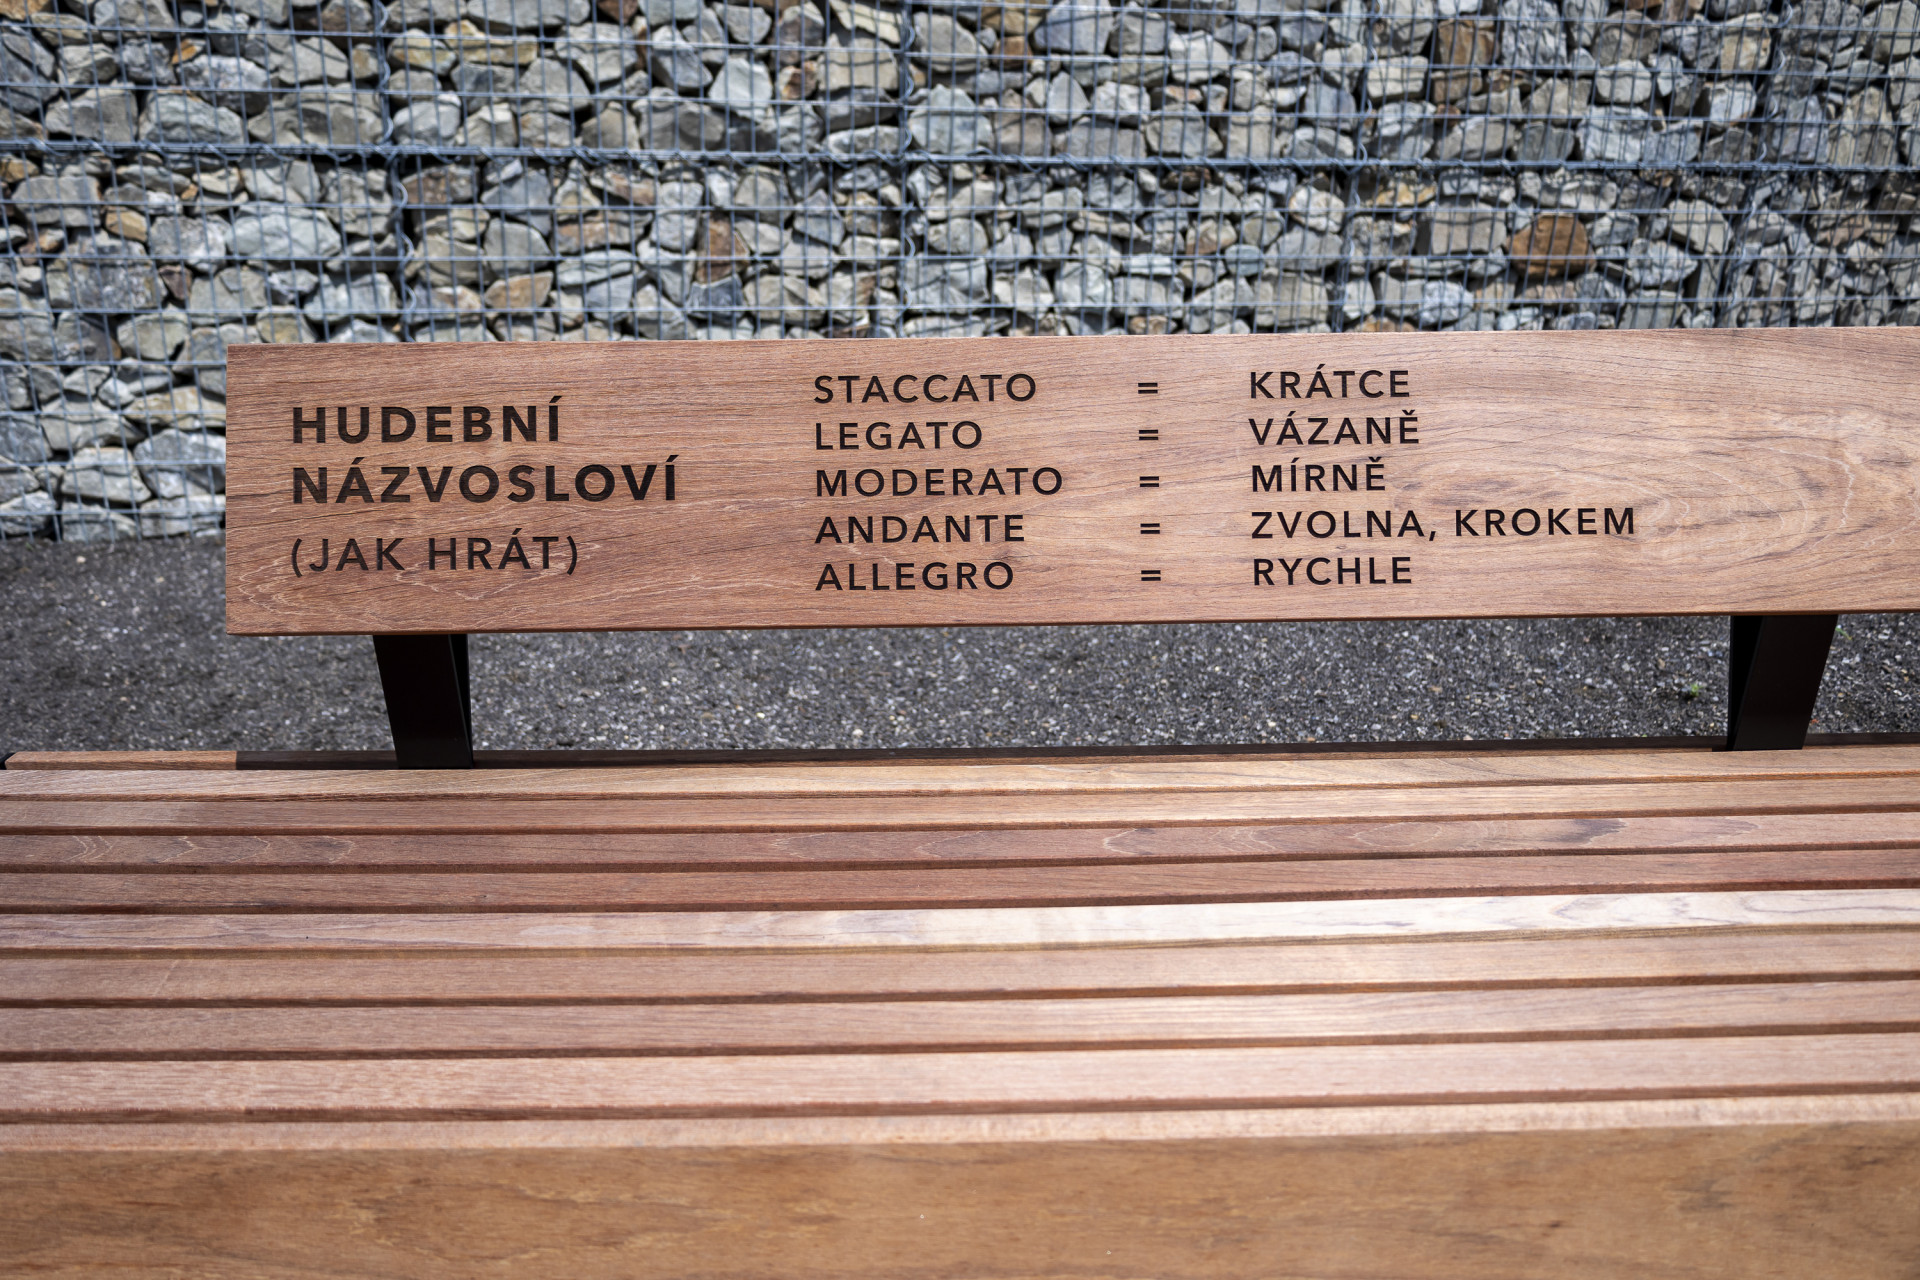 HUDEBNÍ
NÁZVOSLOVÍ
(JAK HRÁT)
STACCATO = KRÁTCE
LEGATO = VÁZANĚ
MODERATO = MÍRNĚ
ANDANTE = ZVOLNA, KROKEM
ALLEGRO = RYCHLE